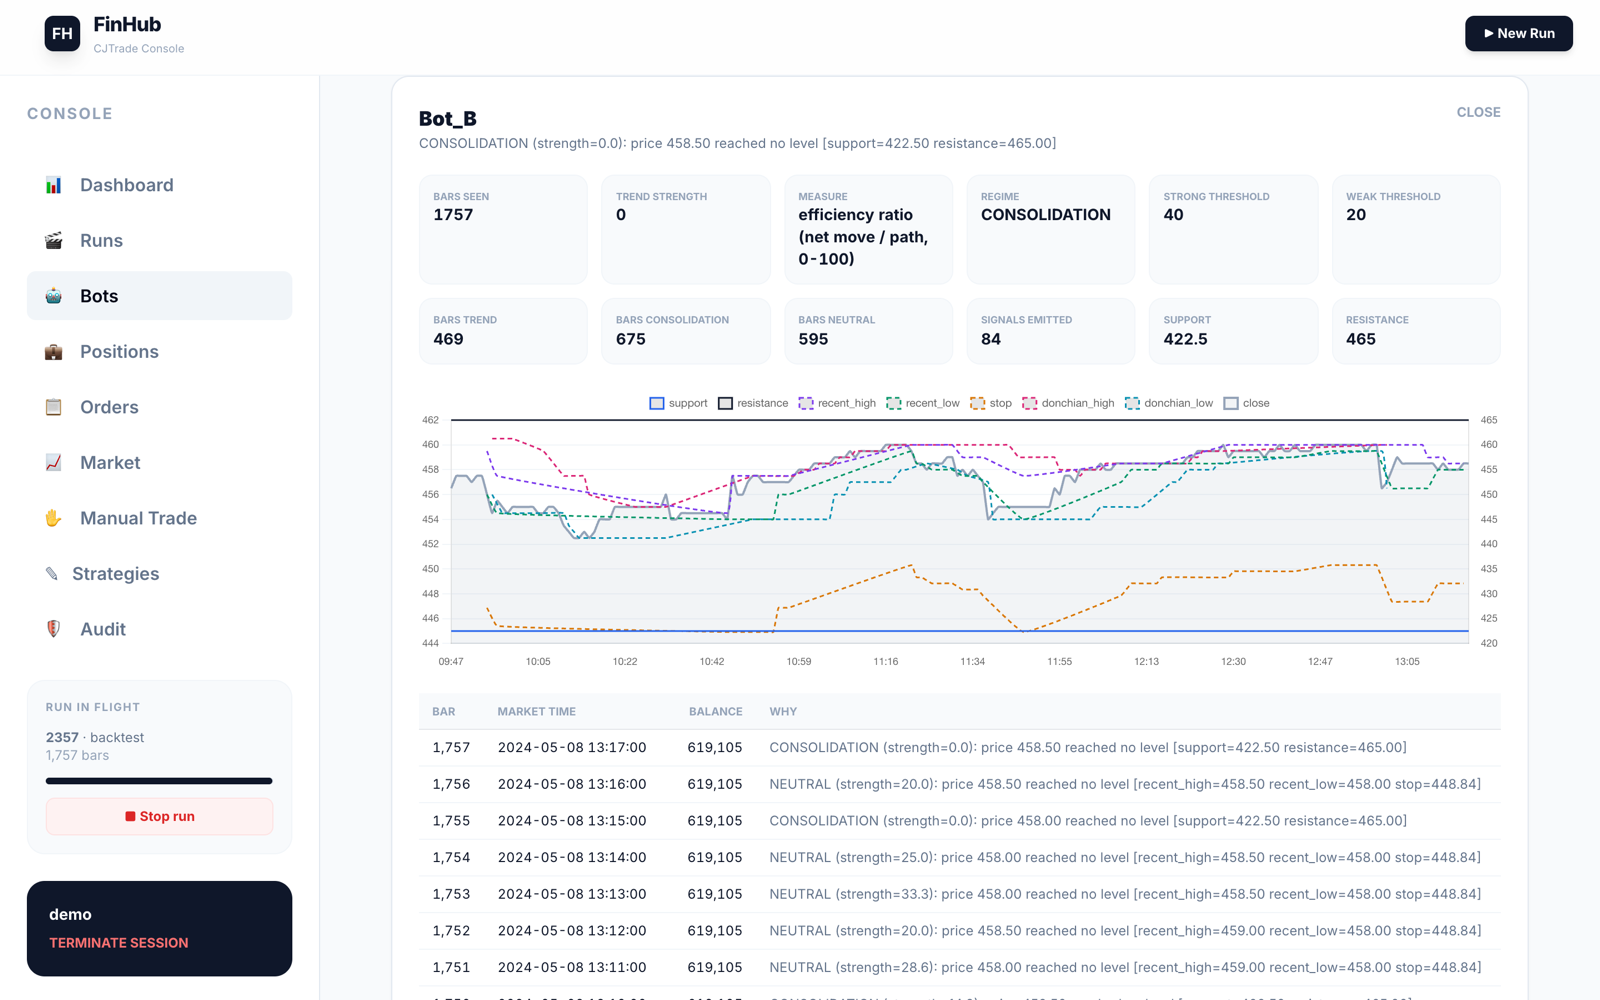 FH
FinHub
CJTrade Console
▶ New Run
CONSOLE
Dashboard
Runs
Bots
Positions
Orders
Market
Manual Trade
Strategies
Audit
RUN IN FLIGHT
2357 · backtest
1,757 bars
Stop run
demo
TERMINATE SESSION
Bot_B
CLOSE
CONSOLIDATION (strength=0.0): price 458.50 reached no level [support=422.50 resistance=465.00]
BARS SEEN
1757
TREND STRENGTH
0
MEASURE
efficiency ratio
(net move / path,
0-100)
REGIME
CONSOLIDATION
STRONG THRESHOLD
40
WEAK THRESHOLD
20
BARS TREND
469
BARS CONSOLIDATION
675
BARS NEUTRAL
595
SIGNALS EMITTED
84
SUPPORT
422.5
RESISTANCE
465
support resistance recent_high recent_low stop donchian_high donchian_low close
462 465
460 460
458 455
456 450
454 445
452 440
450 435
448 430
446 425
444 420
09:47 10:05 10:22 10:42 10:59 11:16 11:34 11:55 12:13 12:30 12:47 13:05
BAR MARKET TIME BALANCE WHY
1,757 2024-05-08 13:17:00 619,105 CONSOLIDATION (strength=0.0): price 458.50 reached no level [support=422.50 resistance=465.00]
1,756 2024-05-08 13:16:00 619,105 NEUTRAL (strength=20.0): price 458.50 reached no level [recent_high=458.50 recent_low=458.00 stop=448.84]
1,755 2024-05-08 13:15:00 619,105 CONSOLIDATION (strength=0.0): price 458.00 reached no level [support=422.50 resistance=465.00]
1,754 2024-05-08 13:14:00 619,105 NEUTRAL (strength=25.0): price 458.00 reached no level [recent_high=458.50 recent_low=458.00 stop=448.84]
1,753 2024-05-08 13:13:00 619,105 NEUTRAL (strength=33.3): price 458.00 reached no level [recent_high=458.50 recent_low=458.00 stop=448.84]
1,752 2024-05-08 13:12:00 619,105 NEUTRAL (strength=20.0): price 458.50 reached no level [recent_high=459.00 recent_low=458.00 stop=448.84]
1,751 2024-05-08 13:11:00 619,105 NEUTRAL (strength=28.6): price 458.00 reached no level [recent_high=459.00 recent_low=458.00 stop=448.84]